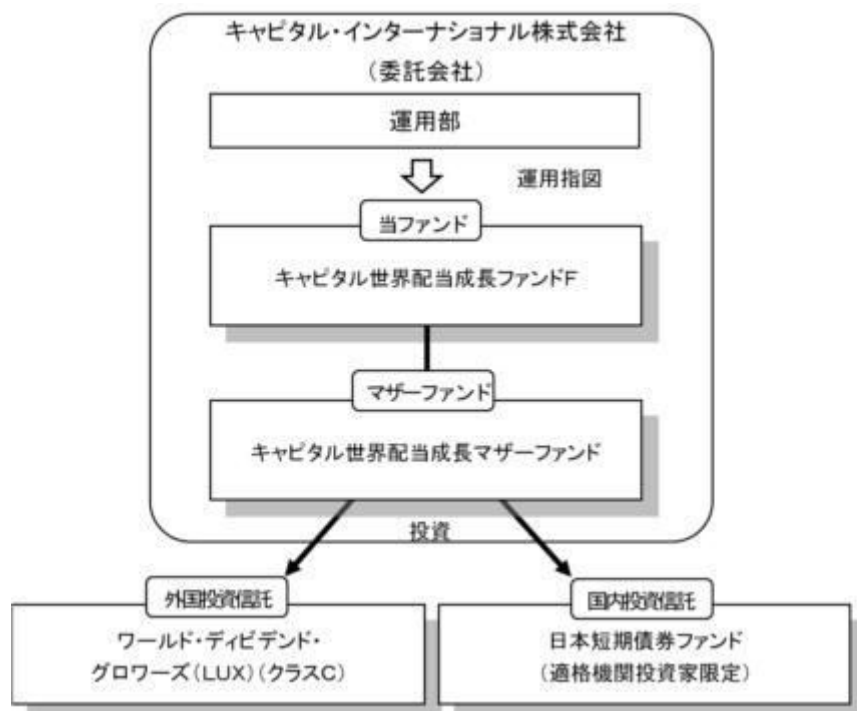 キャピタル・インターナショナル株式会社
(委託会社)
運用部
運用指図
当ファンド
キャピタル世界配当成長ファンドF
マザーファンド
キャピタル世界配当成長マザーファンド
投資
外国投資信託
ワールド・ディビデンド・
グロワーズ(LUX)(クラスC)
国内投資信託
日本短期債券ファンド
(適格機関投資家限定)